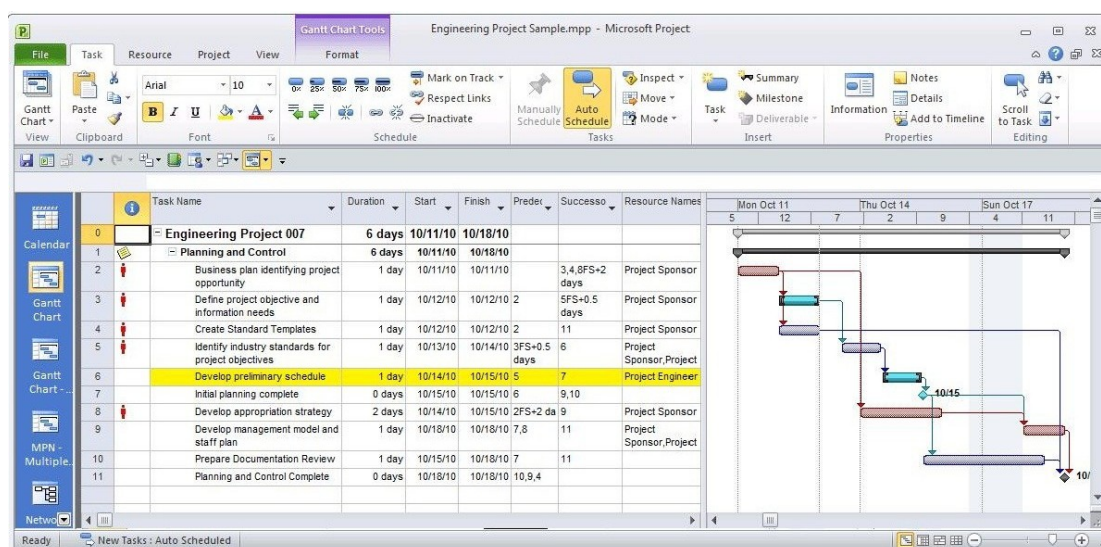 Gantt Chart Tools
Engineering Project Sample.mpp - Microsoft Project
File Task Resource Project View Format
Arial 10
0x 25x 50x 75x 100x
Mark on Track
Respect Links
Inactivate
Inspect
Move
Mode
Summary
Milestone
Deliverable
Notes
Details
Add to Timeline
Gantt Chart
Paste
B I U A
Manually Schedule
Auto Schedule
Task
Information
Scroll to Task
View Clipboard Font Schedule Tasks Insert Properties Editing
Calendar
Gantt
Chart
Gantt
Chart - ..
MPN -
Multiple.
Netwo
Task Name Duration Start Finish Predec Successo Resource Names
0 Engineering Project 007 6 days 10/11/10 10/18/10
1 Planning and Control 6 days 10/11/10 10/18/10
2 Business plan identifying project 1 day 10/11/10 10/11/10 3,4,8FS+2 Project Sponsor
opportunity days
3 Define project objective and 1 day 10/12/10 10/12/10 2 5FS+0.5 Project Sponsor
information needs days
4 Create Standard Templates 1 day 10/12/10 10/12/10 2 11 Project Sponsor
5 Identify industry standards for 1 day 10/13/10 10/14/10 3FS+0.5 6 Project
project objectives days Sponsor,Project
6 Develop preliminary schedule 1 day 10/14/10 10/15/10 5 7 Project Engineer
7 Initial planning complete 0 days 10/15/10 10/15/10 6 9,10
8 Develop appropriation strategy 2 days 10/14/10 10/15/10 2FS+2 da 9 Project Sponsor
9 Develop management model and 1 day 10/18/10 10/18/10 7,8 11 Project
staff plan Sponsor,Project
10 Prepare Documentation Review 1 day 10/15/10 10/18/10 7 11
11 Planning and Control Complete 0 days 10/18/10 10/18/10 10,9,4
Mon Oct 11 Thu Oct 14 Sun Oct 17
5 12 7 2 9 4 11
10/15
10/
Ready New Tasks : Auto Scheduled